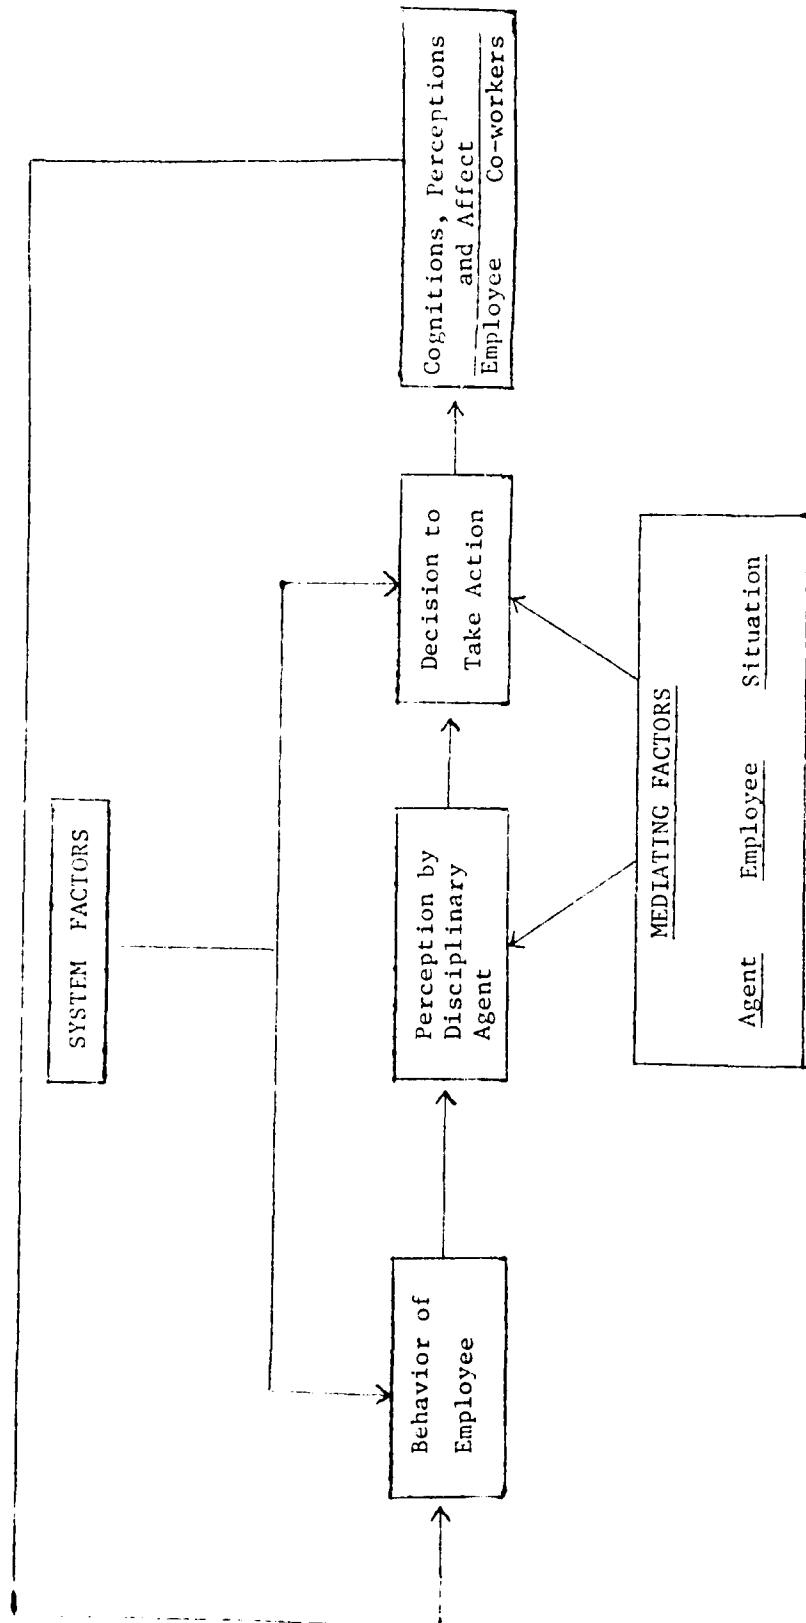 SYSTEM FACTORS
Behavior of
Employee
Perception by
Disciplinary
Agent
Decision to
Take Action
Cognitions, Perceptions
and Affect
Employee Co-workers
MEDIATING FACTORS
Agent Employee Situation